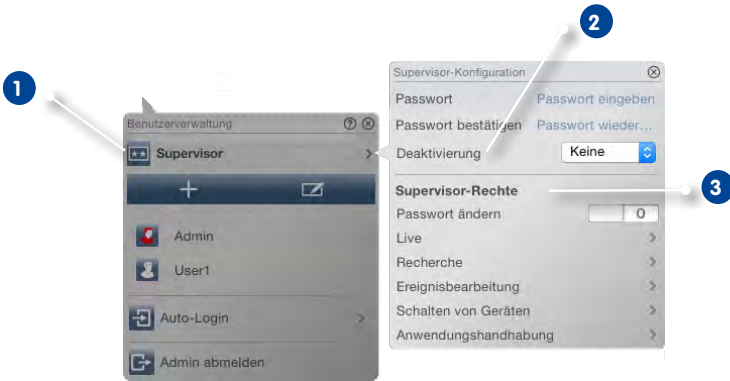 1
2
3
Benutzerverwaltung
Supervisor
Admin
User1
Auto-Login
Admin abmelden
Supervisor-Konfiguration
Passwort Passwort eingeben
Passwort bestätigen Passwort wieder...
Deaktivierung Keine
Supervisor-Rechte
Passwort ändern O
Live
Recherche
Ereignisbearbeitung
Schalten von Geräten
Anwendungshandhabung